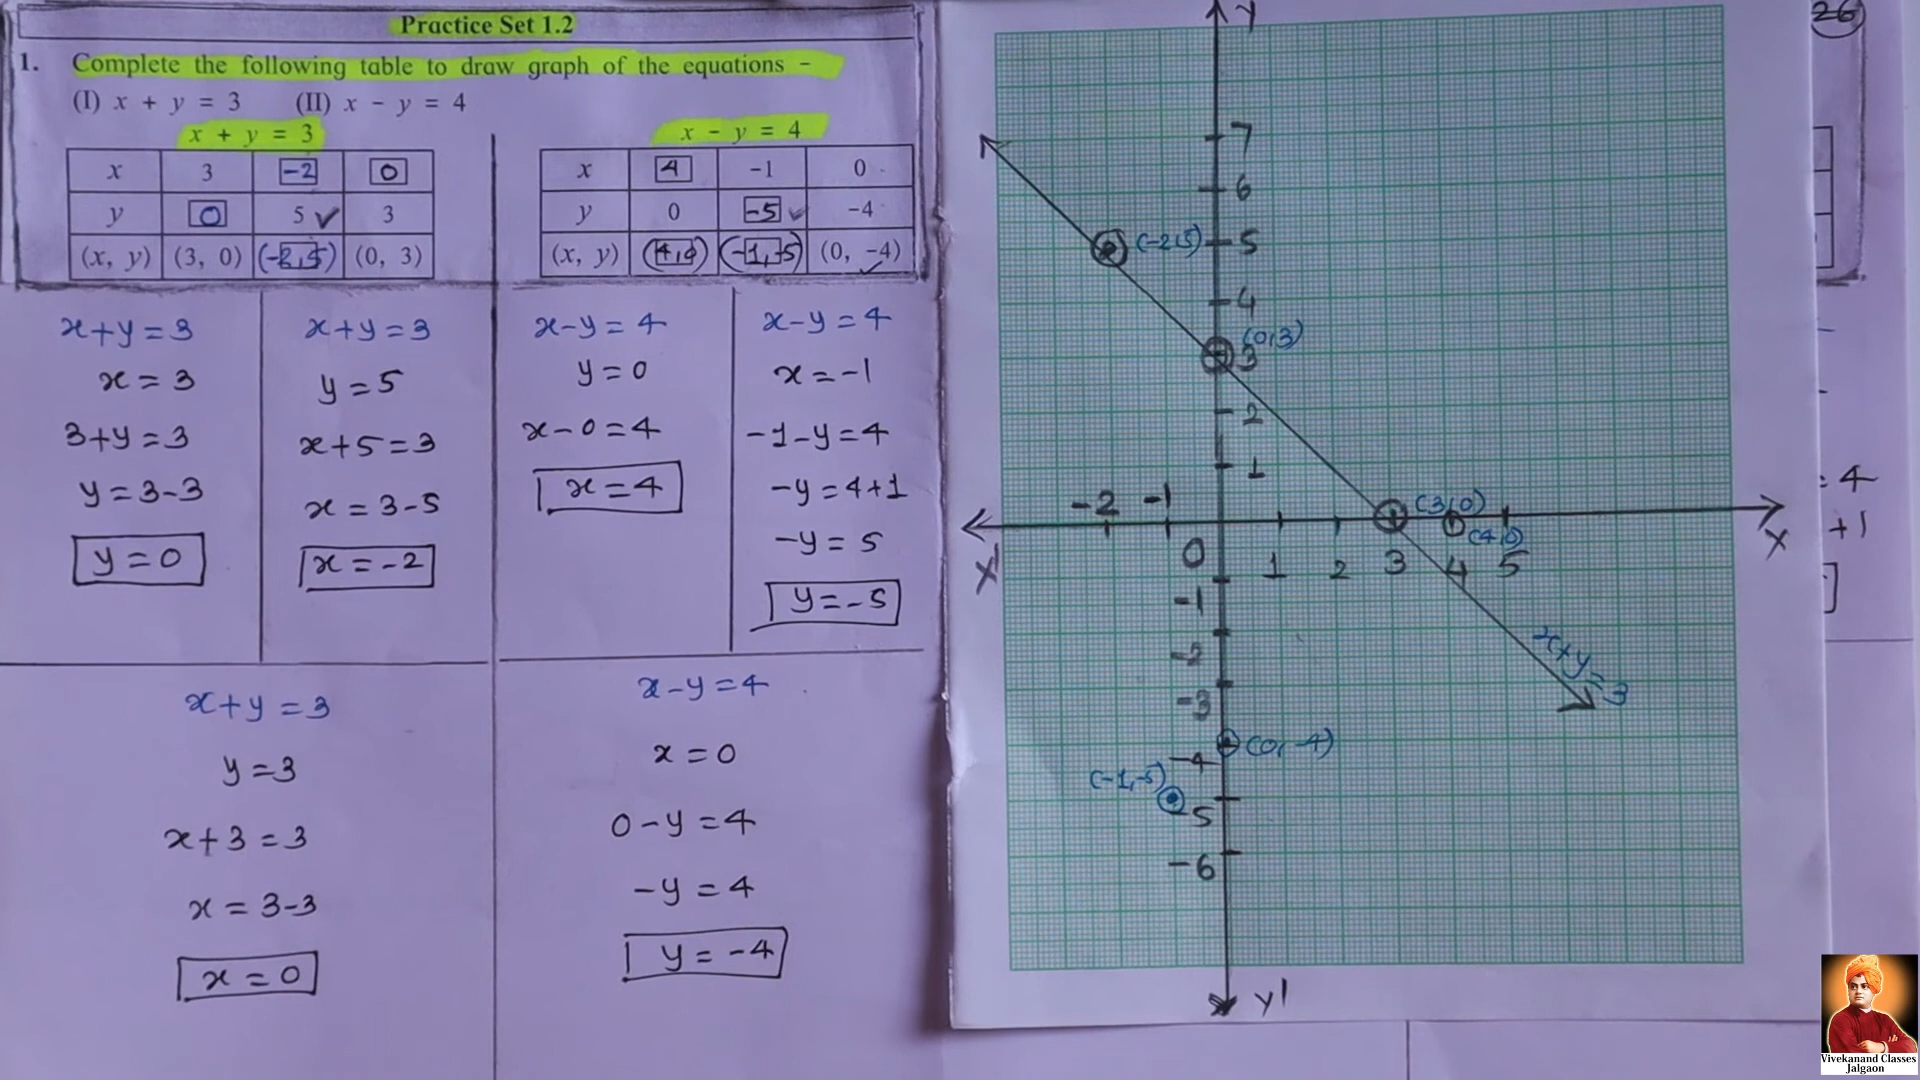 Practice Set 1.2
1. Complete the following table to draw graph of the equations -
(I) x + y = 3 (II) x - y = 4
x + y = 3
x 3 -2 0
y 0 5 ✓ 3
(x, y) (3, 0) (-2,5) (0, 3)
x - y = 4
x 4 -1 0
y 0 -5 ✓ -4
(x, y) (4,0) (-1,-5) (0, -4)
x+y=3
x=3
3+y=3
y=3-3
y=0
x+y=3
y=5
x+5=3
x=3-5
x=-2
x-y=4
y=0
x-0=4
x=4
x-y=4
x=-1
-1-y=4
-y=4+1
-y=5
y=-5
x+y=3
y=3
x+3=3
x=3-3
x=0
x-y=4
x=0
0-y=4
-y=4
y=-4
Y
7
6
(-2,5) 5
4
(0,3)
3
2
1
-2 -1 (3,0)
(4,0)
X' 0 1 2 3 4 5 X
-1
-2
x+y=3
-3
(0,-4)
-4
(-1,-5)
5
-6
y'
26
= 4
+1
Vivekanand Classes
Jalgaon